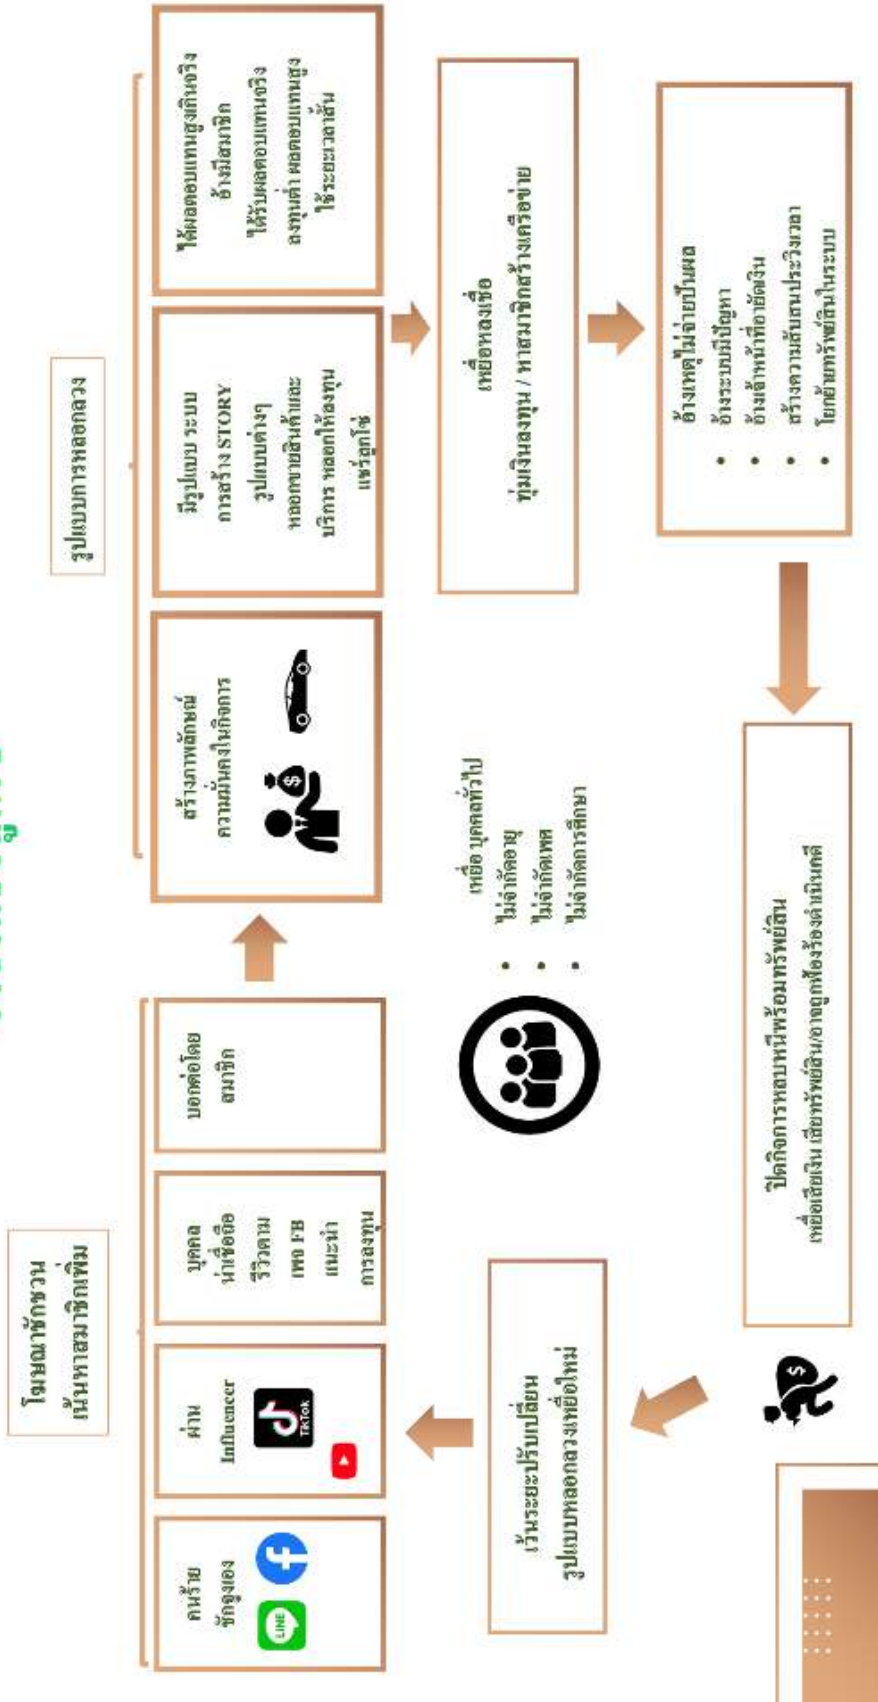 โฆษณาชักชวน
เน้นหาสมาชิกเพิ่ม
คนร้าย
ชักจูงเอง
LINE
ผ่าน
Influencer
TikTok
บุคคล
น่าเชื่อถือ
รีวิวตาม
เพจ FB
แนะนำ
การลงทุน
บอกต่อโดย
สมาชิก
รูปแบบการหลอกลวง
สร้างภาพลักษณ์
ความมั่นคงในกิจการ
มีรูปแบบ ระบบ
การสร้าง STORY
รูปแบบต่างๆ
หลอกขายสินค้าและ
บริการ หลอกให้ลงทุน
แชร์ลูกโซ่
ได้ผลตอบแทนสูงเกินจริง
อ้างมีสมาชิก
ได้รับผลตอบแทนจริง
ลงทุนต่ำ ผลตอบแทนสูง
ใช้ระยะเวลาสั้น
เหยื่อหลงเชื่อ
ทุ่มเงินลงทุน / หาสมาชิกสร้างเครือข่าย
เหยื่อ บุคคลทั่วไป
• ไม่จำกัดอายุ
• ไม่จำกัดเพศ
• ไม่จำกัดการศึกษา
อ้างเหตุไม่จ่ายปันผล
• อ้างระบบมีปัญหา
• อ้างเจ้าหน้าที่อายัดเงิน
• สร้างความสับสนประวิงเวลา
• โยกย้ายทรัพย์สินในระบบ
ปิดกิจการหลบหนีพร้อมทรัพย์สิน
เหยื่อเสียเงิน เสียทรัพย์สิน/อาจถูกฟ้องร้องดำเนินคดี
เว้นระยะปรับเปลี่ยน
รูปแบบหลอกลวงเหยื่อใหม่